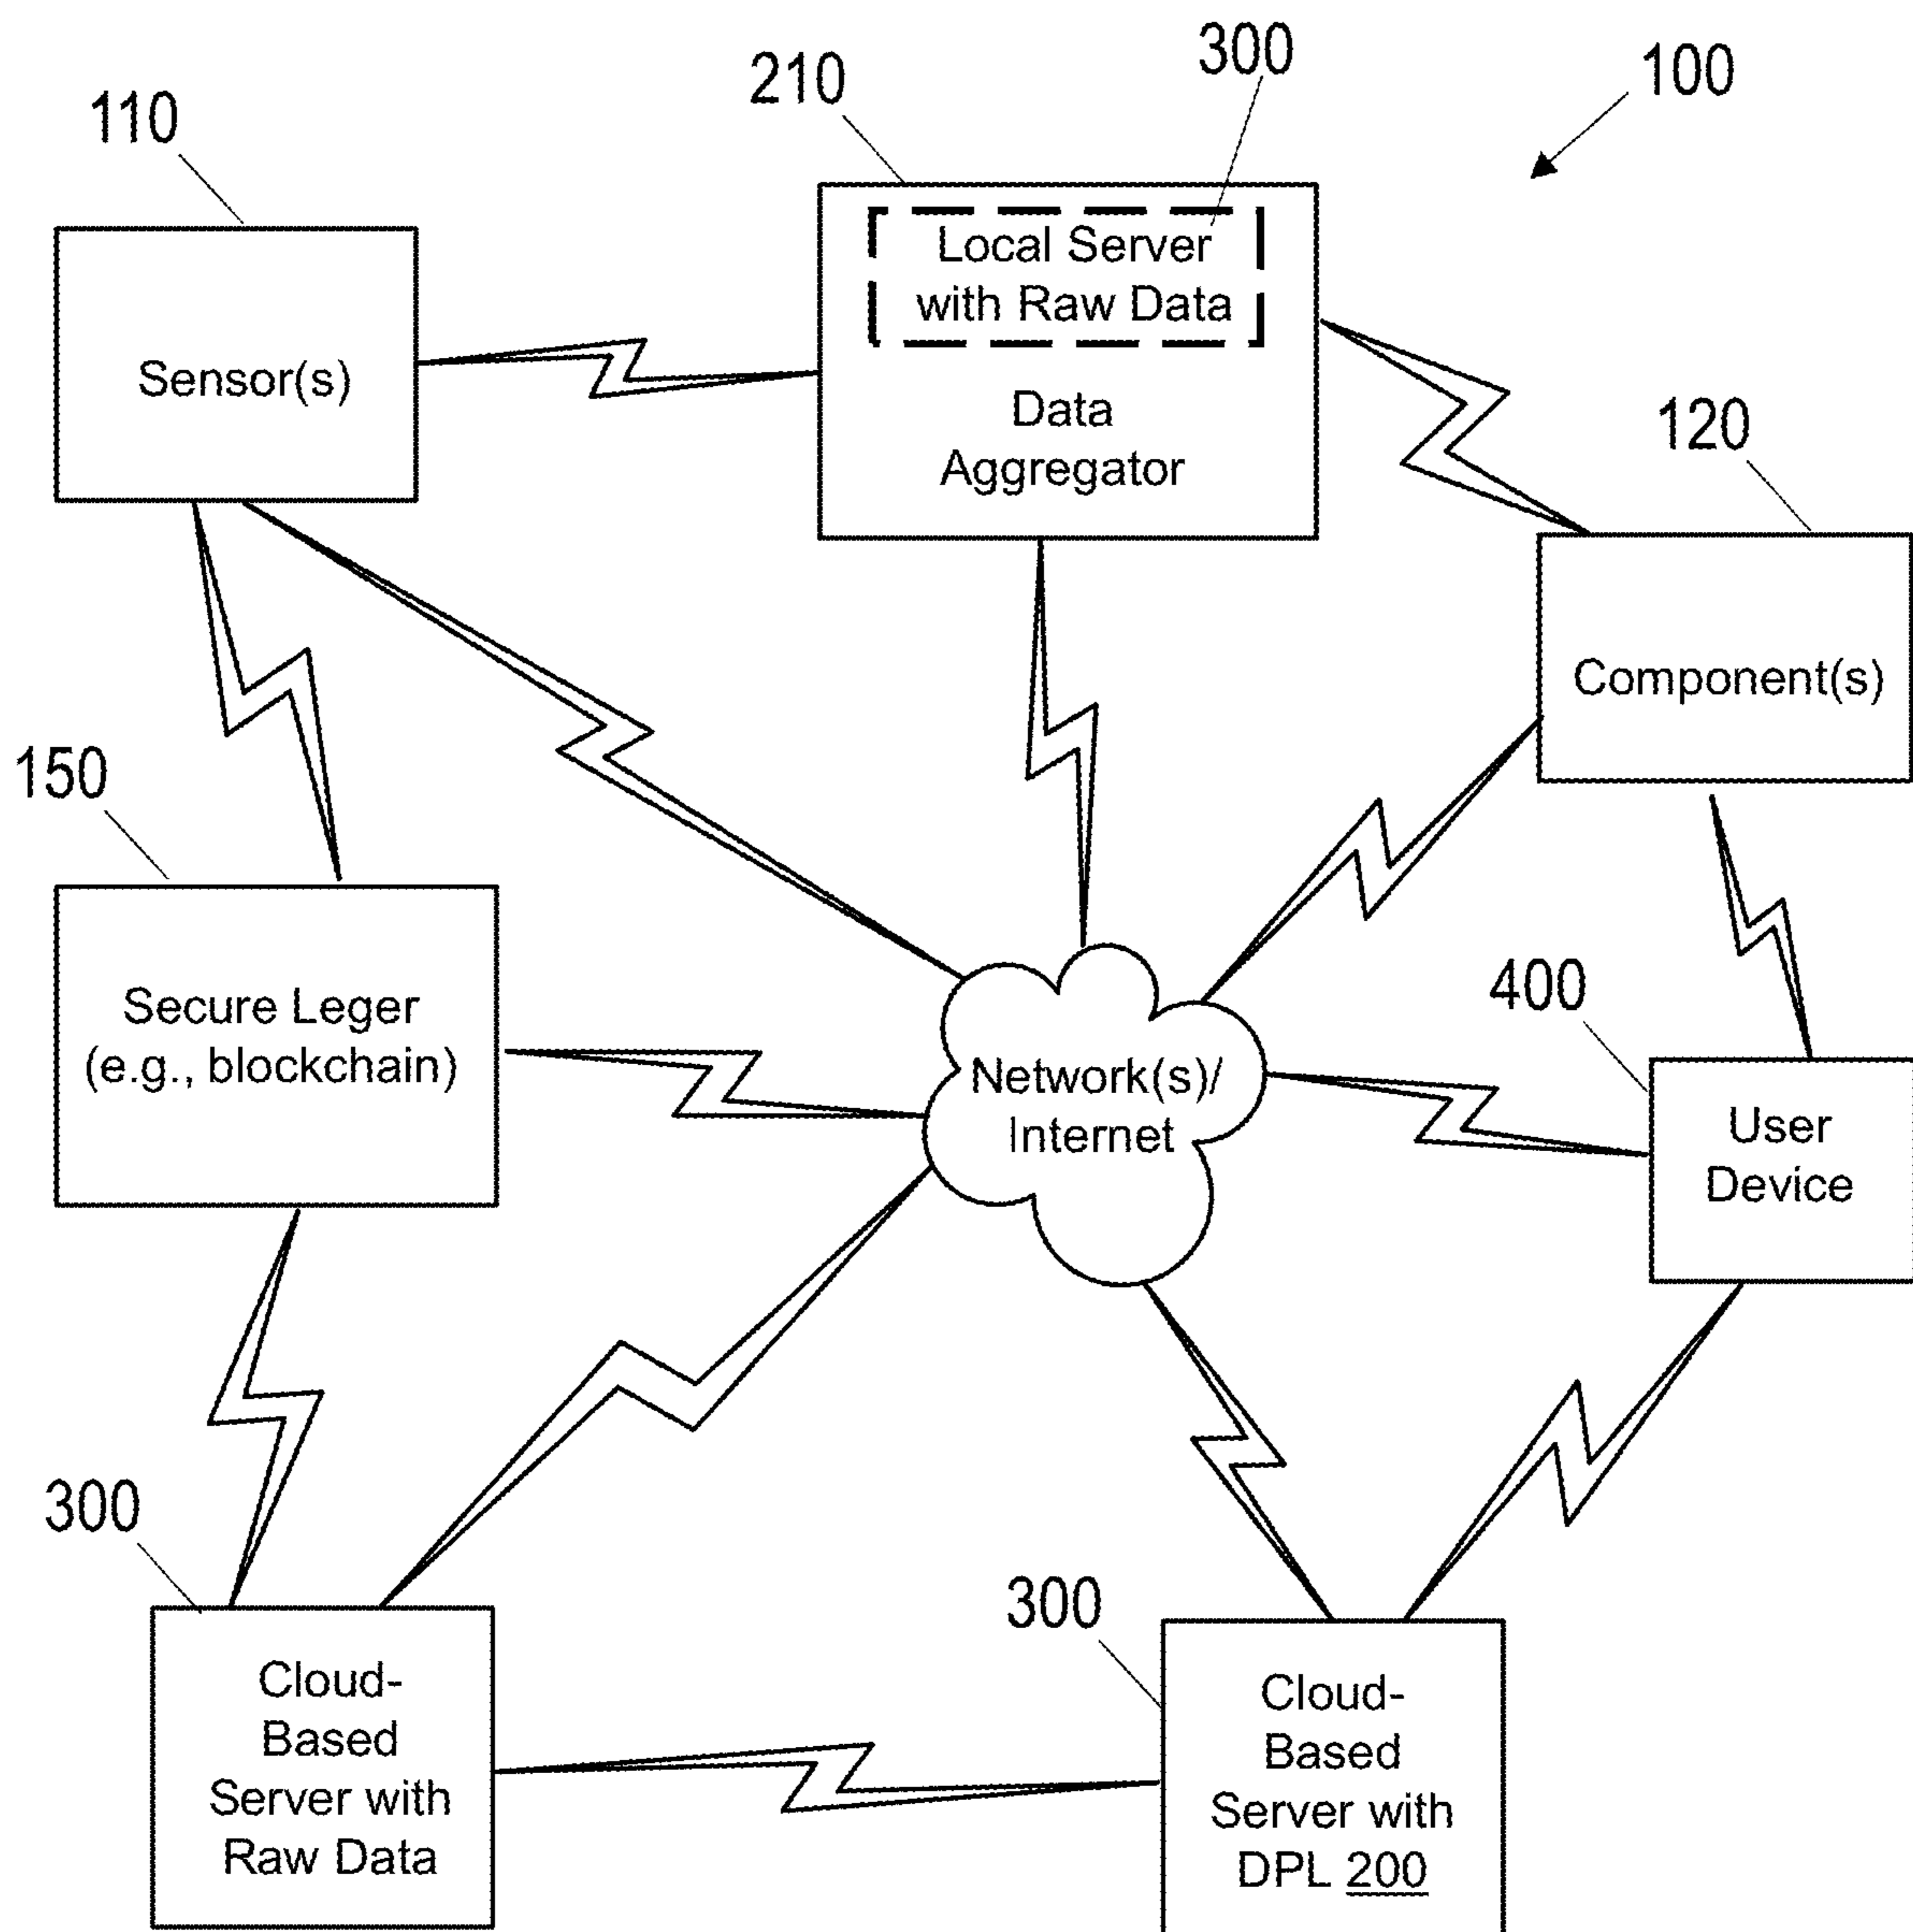 300
210
100
110
Local Server
with Raw Data
Sensor(s)
Data
Aggregator
120
Component(s)
150
Secure Leger
(e.g., blockchain)
400
Network(s)/
Internet
User
Device
300
300
Cloud-
Based
Server with
Raw Data
Cloud-
Based
Server with
DPL 200